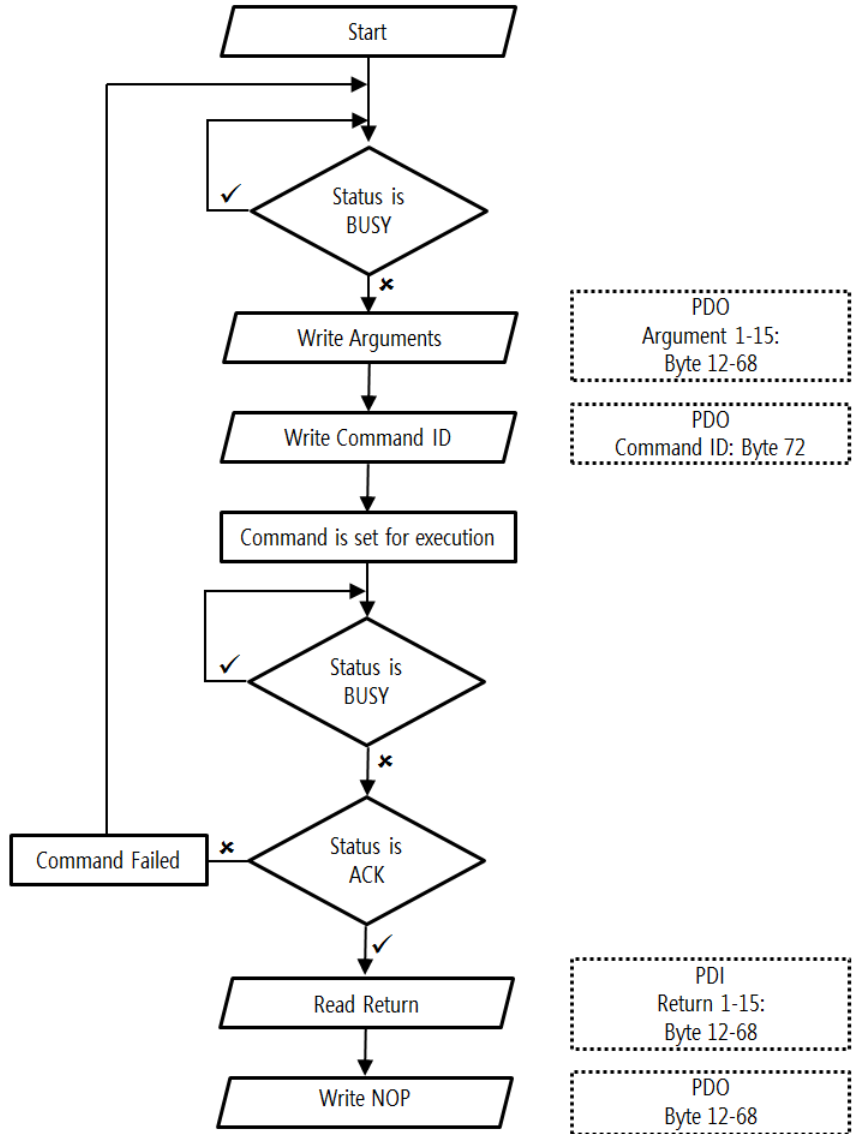 Start
✓
Status is
BUSY
×
Write Arguments
PDO
Argument 1-15:
Byte 12-68
Write Command ID
PDO
Command ID: Byte 72
Command is set for execution
✓
Status is
BUSY
×
Command Failed
×
Status is
ACK
✓
Read Return
PDI
Return 1-15:
Byte 12-68
Write NOP
PDO
Byte 12-68